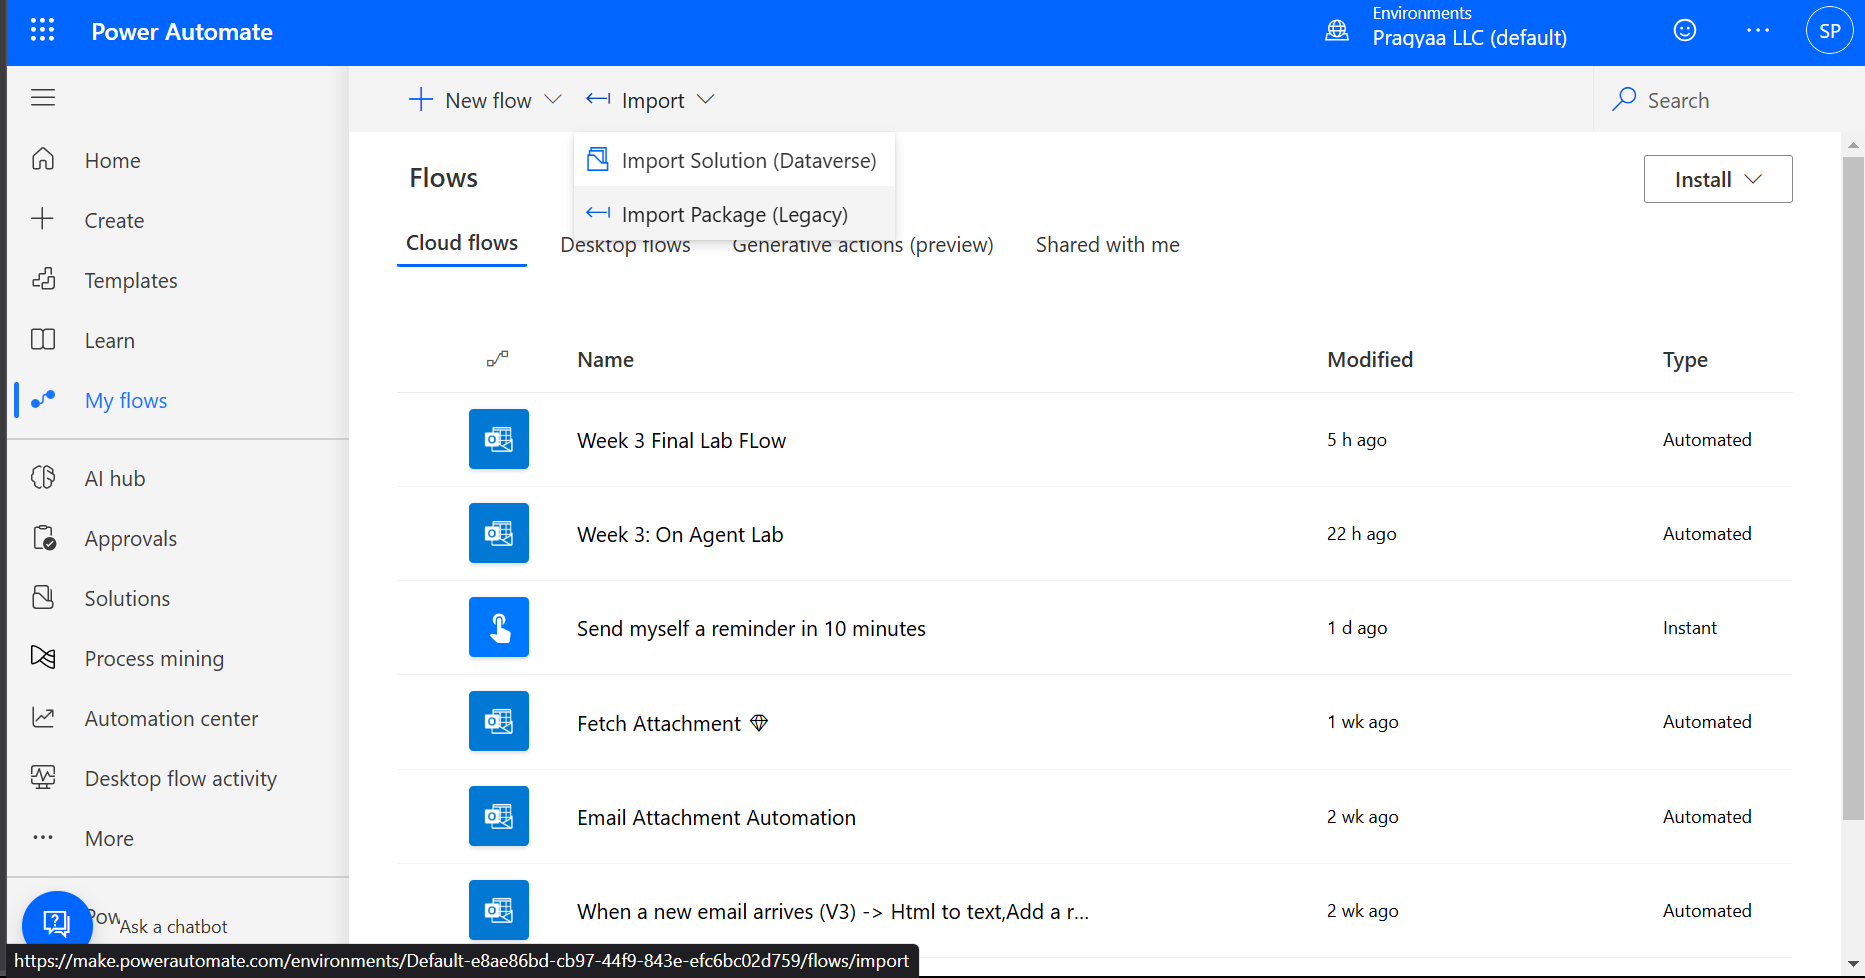 Power Automate
Environments
Praqyaa LLC (default)
SP
New flow
Import
Search
Import Solution (Dataverse)
Import Package (Legacy)
Home
Create
Templates
Learn
My flows
AI hub
Approvals
Solutions
Process mining
Automation center
Desktop flow activity
More
Pow
Ask a chatbot
Flows
Install
Cloud flows
Desktop flows
Generative actions (preview)
Shared with me
Name Modified Type
Week 3 Final Lab FLow 5 h ago Automated
Week 3: On Agent Lab 22 h ago Automated
Send myself a reminder in 10 minutes 1 d ago Instant
Fetch Attachment 1 wk ago Automated
Email Attachment Automation 2 wk ago Automated
When a new email arrives (V3) -> Html to text,Add a r... 2 wk ago Automated
https://make.powerautomate.com/environments/Default-e8ae86bd-cb97-44f9-843e-efc6bc02d759/flows/import